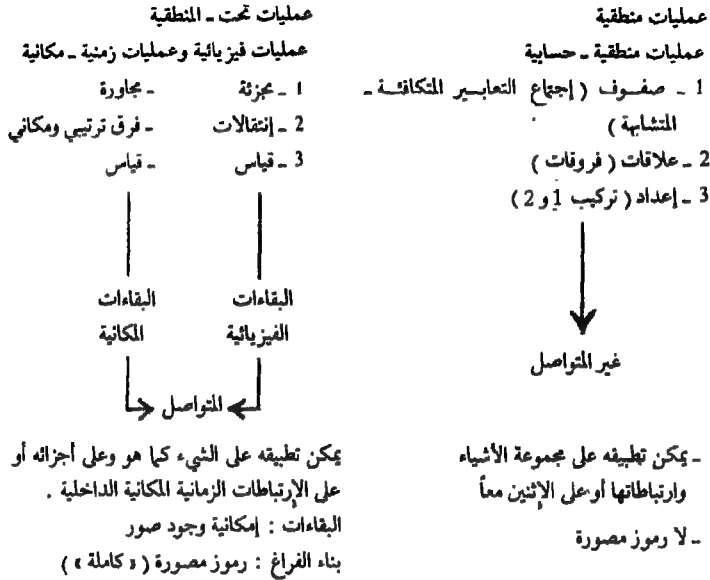 عمليات منطقية
عمليات منطقية ـ حسابية
1 ـ صفوف ( إجتماع التعابير المتكافئة ـ
المتشابهة )
2 ـ علاقات ( فروقات )
3 ـ إعداد ( تركيب 1 و 2 )
غير المتواصل
ـ يمكن تطبيقه على مجموعة الأشياء
وارتباطاتها أو على الإثنين معاً
ـ لا رموز مصورة
عمليات تحت ـ المنطقية
عمليات فيزيائية وعمليات زمنية ـ مكانية
1 ـ مجزئة ـ مجاورة
2 ـ إنتقالات ـ فرق ترتيبي ومكاني
3 ـ قياس ـ قياس
البقاءات البقاءات
الفيزيائية المكانية
المتواصل
يمكن تطبيقه على الشيء كما هو وعلى أجزائه أو
على الإرتباطات الزمانية المكانية الداخلية .
البقاءات : إمكانية وجود صور
بناء الفراغ : رموز مصورة ( « كاملة » )